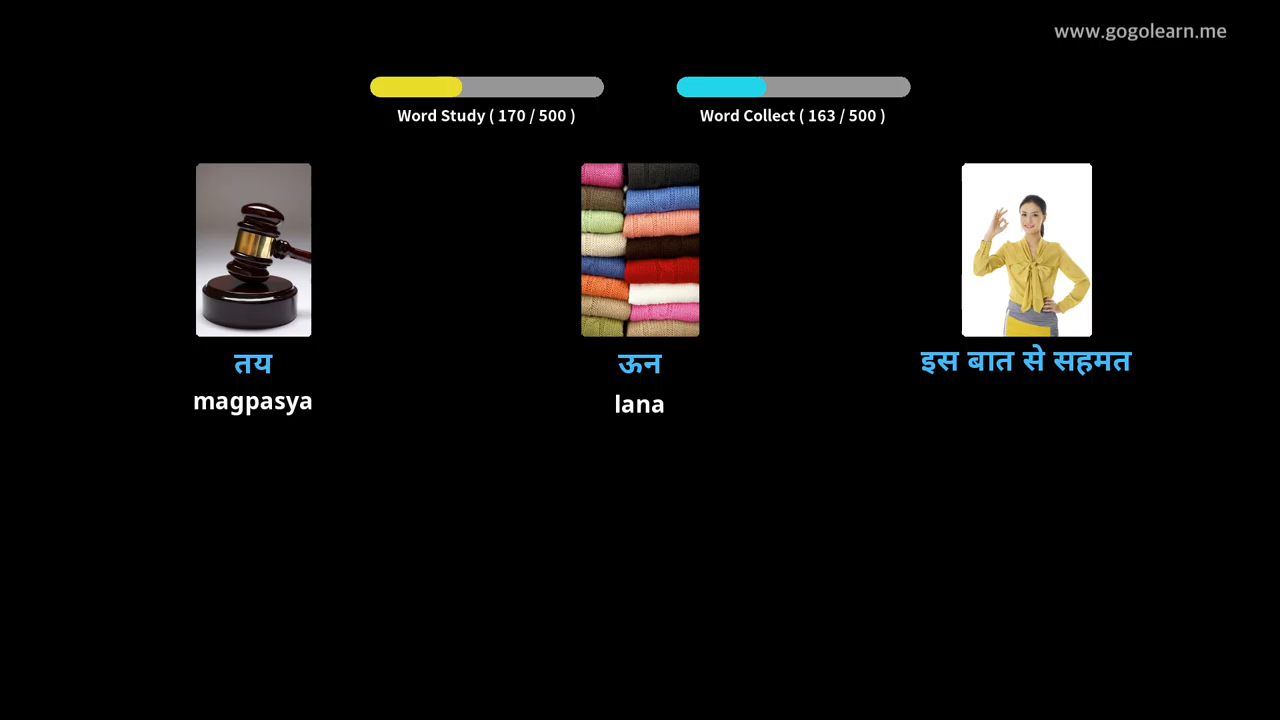 www.gogolearn.me
Word Study ( 170 / 500 )
Word Collect ( 163 / 500 )
तय
ऊन
इस बात से सहमत
magpasya
lana